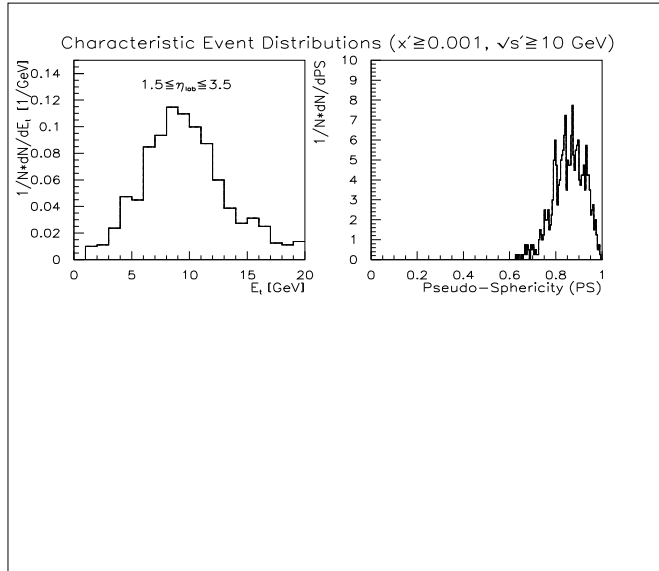 Characteristic Event Distributions (x′≥0.001, √s′≥10 GeV)
1/N*dN/dEt [1/GeV]
0.14
0.12
0.1
0.08
0.06
0.04
0.02
0
1.5≤ηlab≤3.5
0 5 10 15 20
Et [GeV]
1/N*dN/dPS
10
9
8
7
6
5
4
3
2
1
0
0 0.2 0.4 0.6 0.8 1
Pseudo-Sphericity (PS)